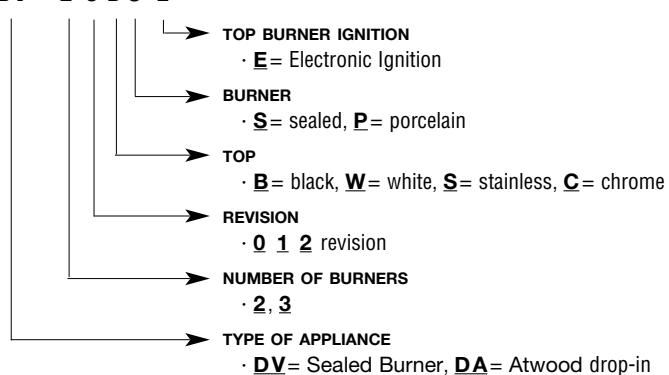 TOP BURNER IGNITION
· E= Electronic Ignition
BURNER
· S= sealed, P= porcelain
TOP
· B= black, W= white, S= stainless, C= chrome
REVISION
· 0 1 2 revision
NUMBER OF BURNERS
· 2, 3
TYPE OF APPLIANCE
· DV= Sealed Burner, DA= Atwood drop-in